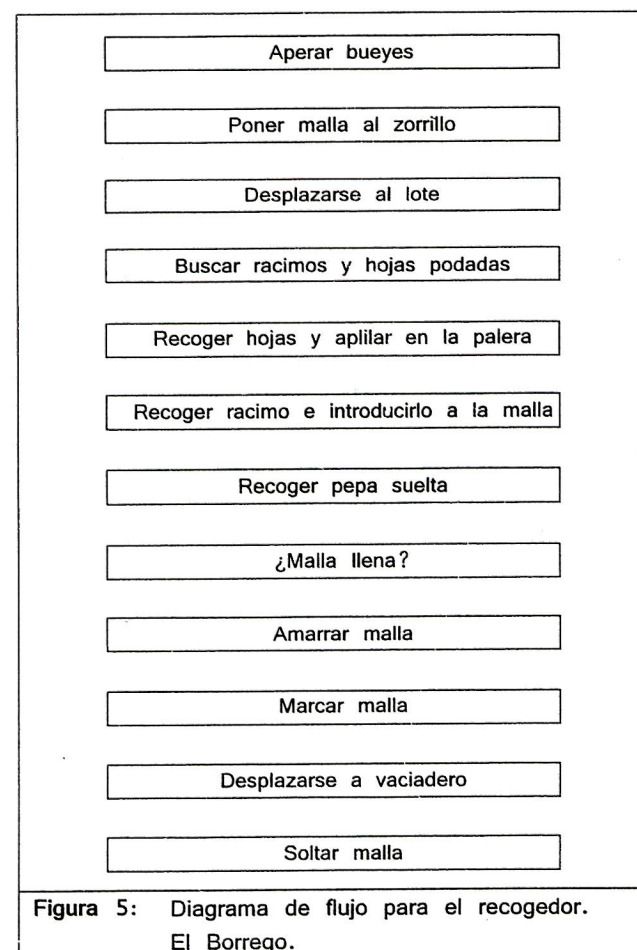 Aperar bueyes
Poner malla al zorrillo
Desplazarse al lote
Buscar racimos y hojas podadas
Recoger hojas y aplilar en la palera
Recoger racimo e introducirlo a la malla
Recoger pepa suelta
¿Malla llena?
Amarrar malla
Marcar malla
Desplazarse a vaciadero
Soltar malla
Figura 5: Diagrama de flujo para el recogedor.
El Borrego.